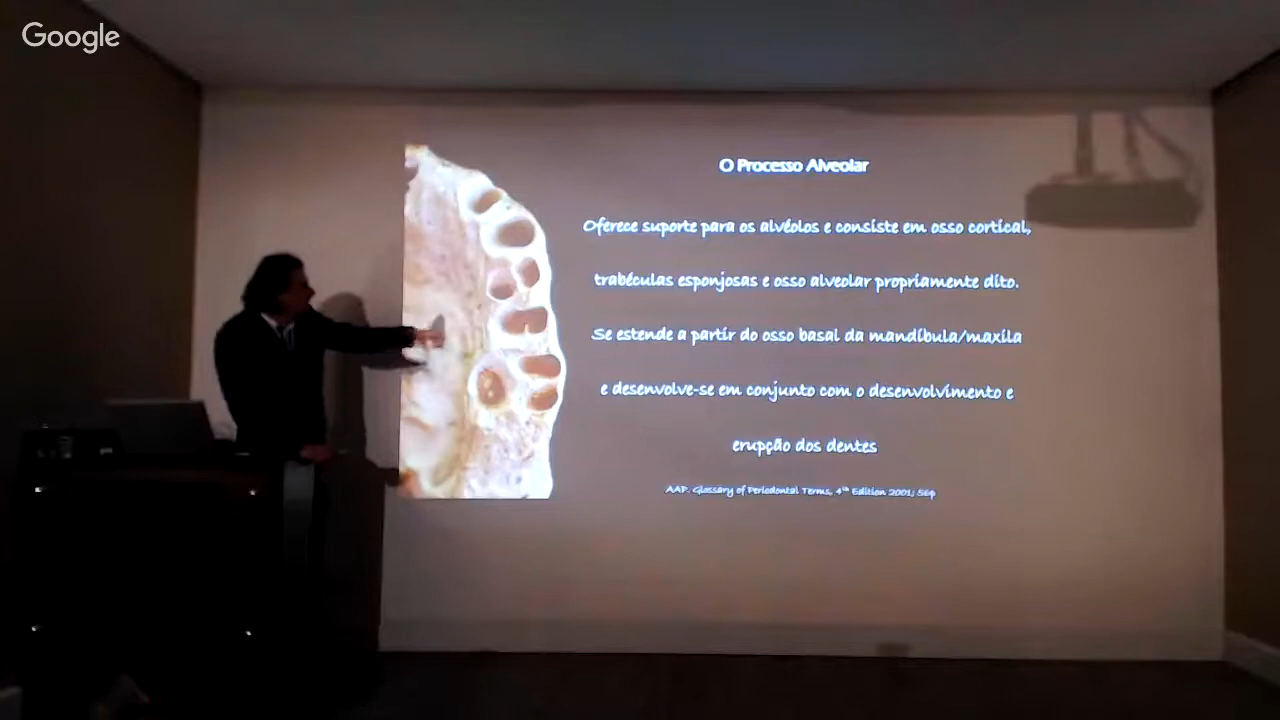 Google
O Processo Alveolar
Oferece suporte para os alvéolos e consiste em osso cortical,
trabéculas esponjosas e osso alveolar propriamente dito.
Se estende a partir do osso basal da mandíbula/maxila
e desenvolve-se em conjunto com o desenvolvimento e
erupção dos dentes
AAP. Glossary of Periodontal Terms, 4th Edition 2001; 56p